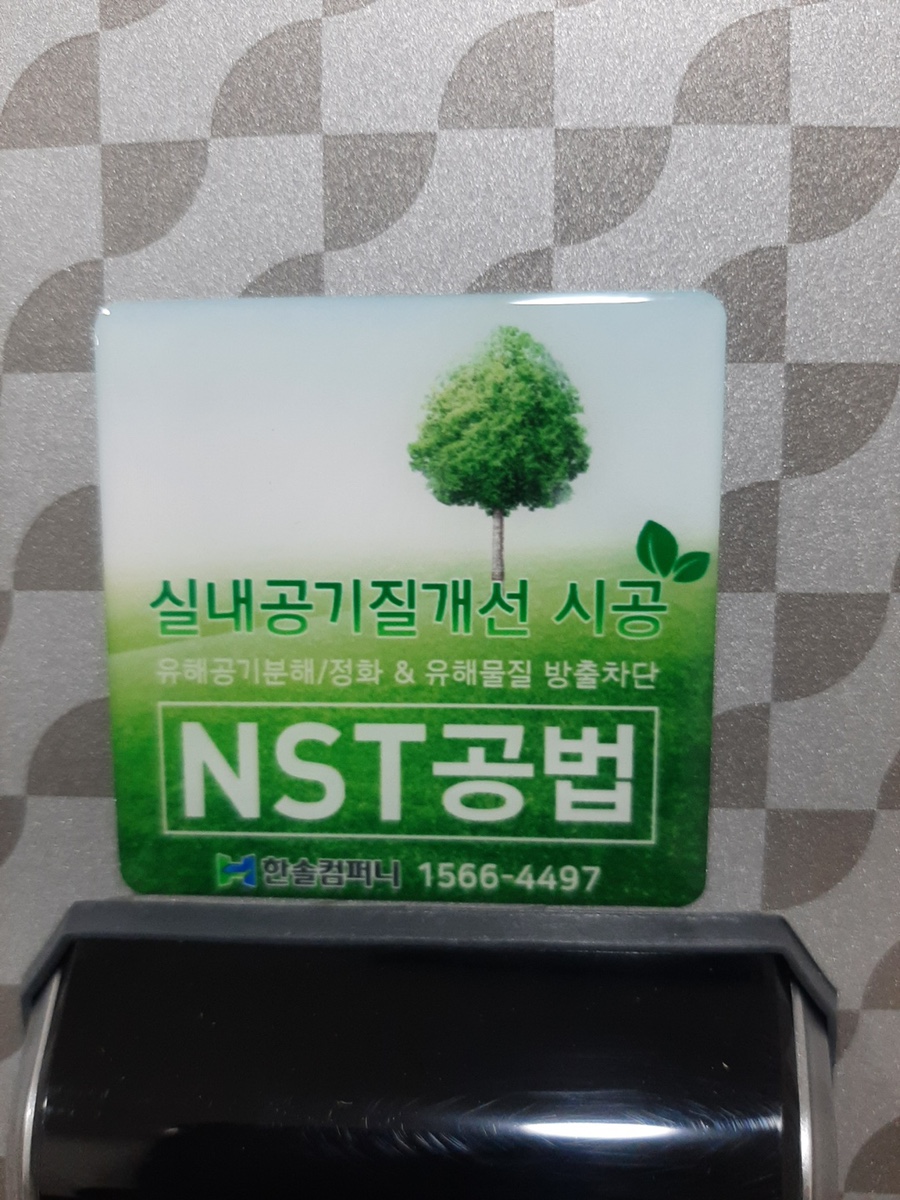 실내공기질개선 시공
유해공기분해/정화 & 유해물질 방출차단
NST공법
한솔컴퍼니 1566-4497